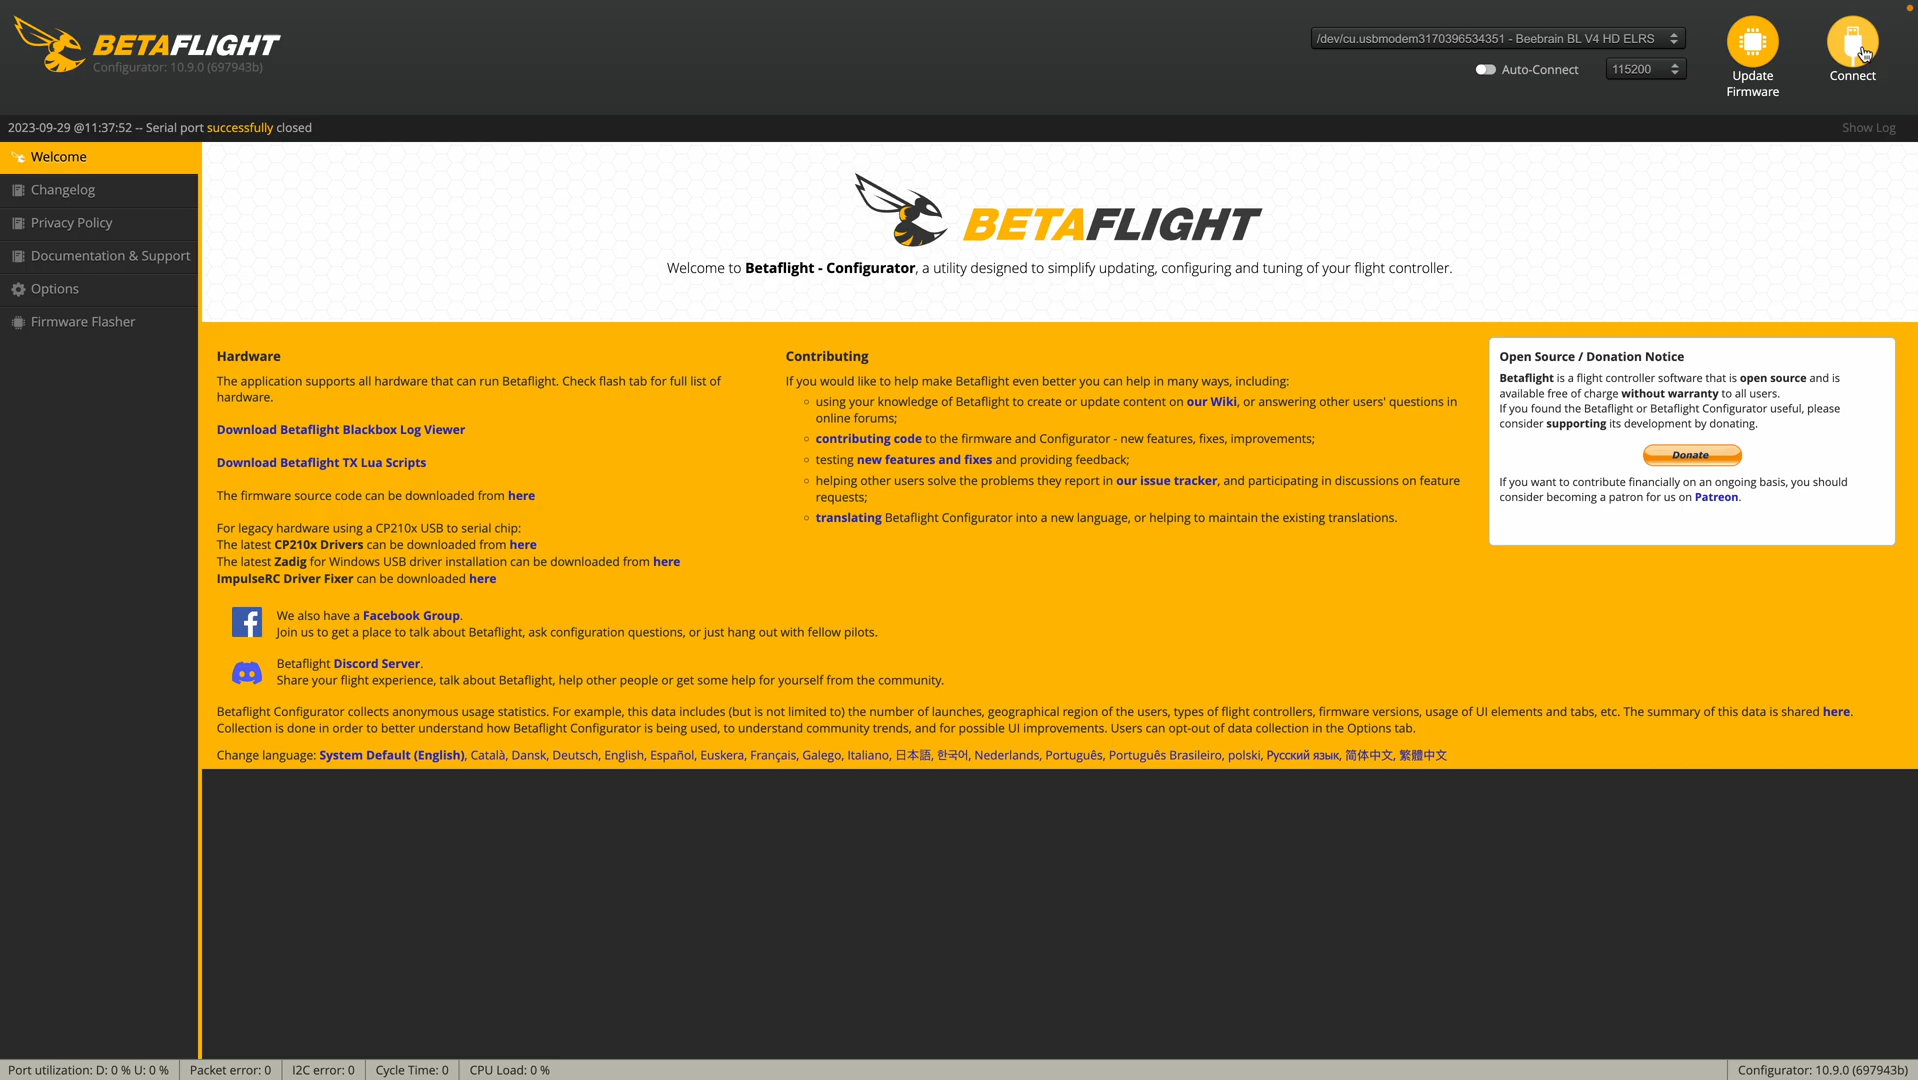 BETAFLIGHT
Configurator: 10.9.0 (697943b)
/dev/cu.usbmodem3170396534351 - Beebrain BL V4 HD ELRS
Auto-Connect
115200
Update
Firmware
Connect
2023-09-29 @11:37:52 -- Serial port successfully closed
Show Log
Welcome
Changelog
Privacy Policy
Documentation & Support
Options
Firmware Flasher
BETAFLIGHT
Welcome to Betaflight - Configurator, a utility designed to simplify updating, configuring and tuning of your flight controller.
Hardware
The application supports all hardware that can run Betaflight. Check flash tab for full list of
hardware.
Download Betaflight Blackbox Log Viewer
Download Betaflight TX Lua Scripts
The firmware source code can be downloaded from here
For legacy hardware using a CP210x USB to serial chip:
The latest CP210x Drivers can be downloaded from here
The latest Zadig for Windows USB driver installation can be downloaded from here
ImpulseRC Driver Fixer can be downloaded here
Contributing
If you would like to help make Betaflight even better you can help in many ways, including:
using your knowledge of Betaflight to create or update content on our Wiki, or answering other users' questions in
online forums;
contributing code to the firmware and Configurator - new features, fixes, improvements;
testing new features and fixes and providing feedback;
helping other users solve the problems they report in our issue tracker, and participating in discussions on feature
requests;
translating Betaflight Configurator into a new language, or helping to maintain the existing translations.
Open Source / Donation Notice
Betaflight is a flight controller software that is open source and is
available free of charge without warranty to all users.
If you found the Betaflight or Betaflight Configurator useful, please
consider supporting its development by donating.
Donate
If you want to contribute financially on an ongoing basis, you should
consider becoming a patron for us on Patreon.
We also have a Facebook Group.
Join us to get a place to talk about Betaflight, ask configuration questions, or just hang out with fellow pilots.
Betaflight Discord Server.
Share your flight experience, talk about Betaflight, help other people or get some help for yourself from the community.
Betaflight Configurator collects anonymous usage statistics. For example, this data includes (but is not limited to) the number of launches, geographical region of the users, types of flight controllers, firmware versions, usage of UI elements and tabs, etc. The summary of this data is shared here.
Collection is done in order to better understand how Betaflight Configurator is being used, to understand community trends, and for possible UI improvements. Users can opt-out of data collection in the Options tab.
Change language: System Default (English), Català, Dansk, Deutsch, English, Español, Euskera, Français, Galego, Italiano, 日本語, 한국어, Nederlands, Português, Português Brasileiro, polski, Русский язык, 简体中文, 繁體中文
Port utilization: D: 0 % U: 0 %
Packet error: 0
I2C error: 0
Cycle Time: 0
CPU Load: 0 %
Configurator: 10.9.0 (697943b)